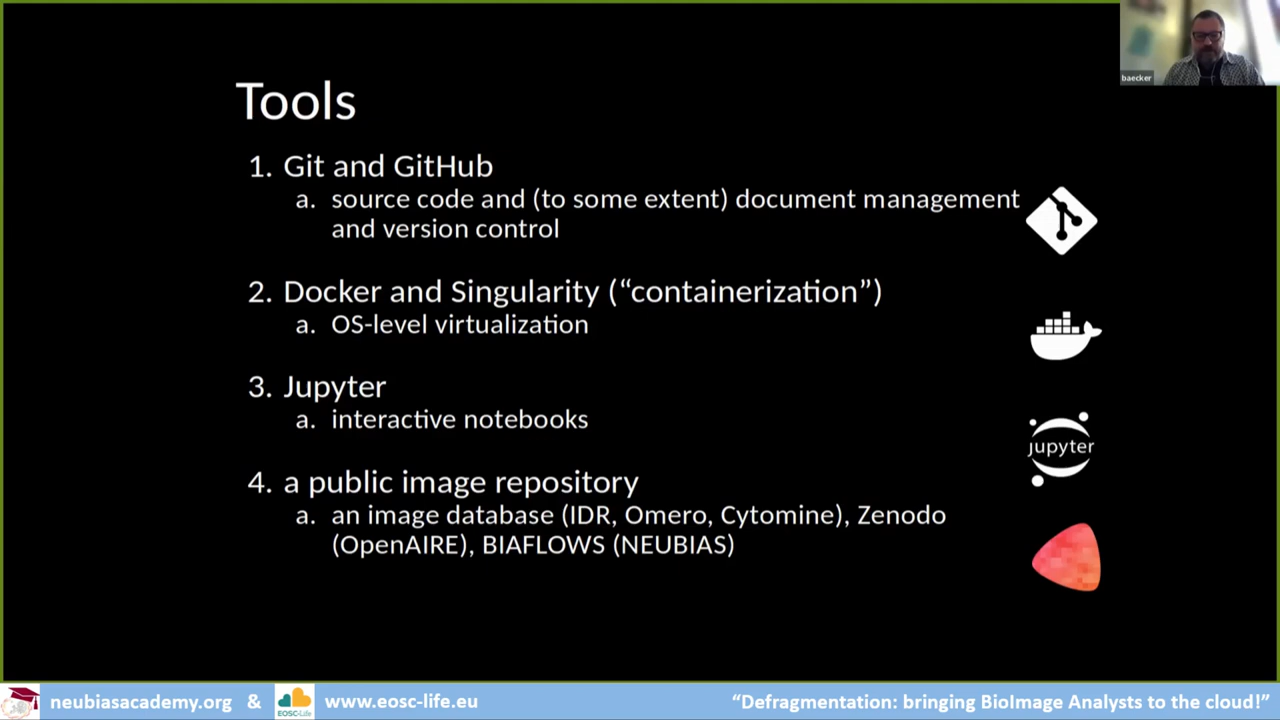 baecker
Tools
1. Git and GitHub
a. source code and (to some extent) document management
and version control
2. Docker and Singularity (“containerization”)
a. OS-level virtualization
3. Jupyter
a. interactive notebooks
jupyter
4. a public image repository
a. an image database (IDR, Omero, Cytomine), Zenodo
(OpenAIRE), BIAFLOWS (NEUBIAS)
neubiasacademy.org & EOSC-Life www.eosc-life.eu “Defragmentation: bringing BioImage Analysts to the cloud!”